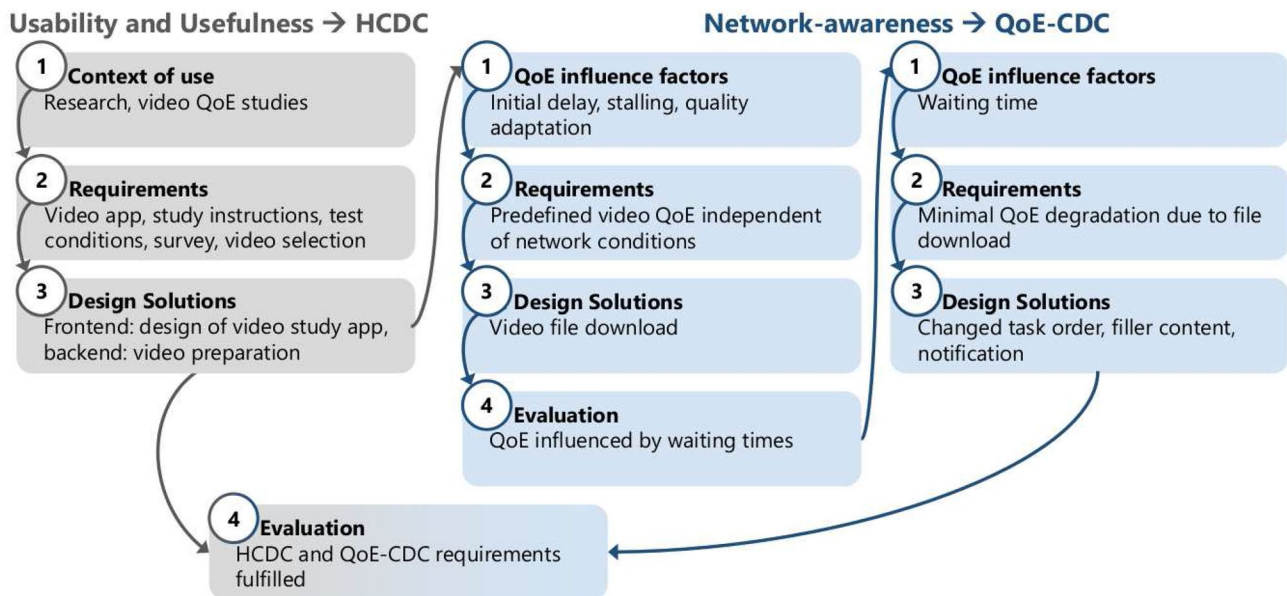 Usability and Usefulness → HCDC
1
Context of use
Research, video QoE studies
2
Requirements
Video app, study instructions, test
conditions, survey, video selection
3
Design Solutions
Frontend: design of video study app,
backend: video preparation
Network-awareness → QoE-CDC
1
QoE influence factors
Initial delay, stalling, quality
adaptation
2
Requirements
Predefined video QoE independent
of network conditions
3
Design Solutions
Video file download
4
Evaluation
QoE influenced by waiting times
1
QoE influence factors
Waiting time
2
Requirements
Minimal QoE degradation due to file
download
3
Design Solutions
Changed task order, filler content,
notification
4
Evaluation
HCDC and QoE-CDC requirements
fulfilled